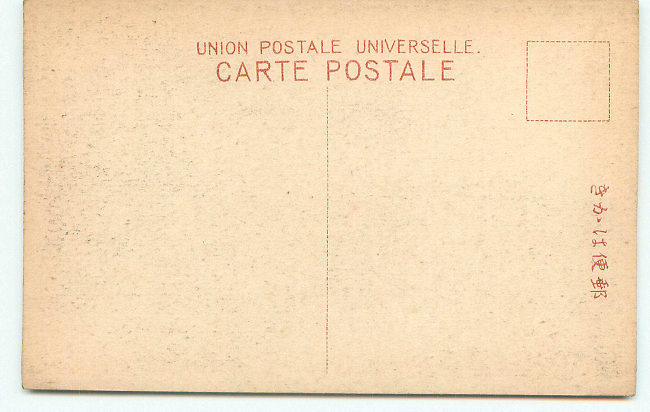 UNION POSTALE UNIVERSELLE.
CARTE POSTALE
郵便はかき